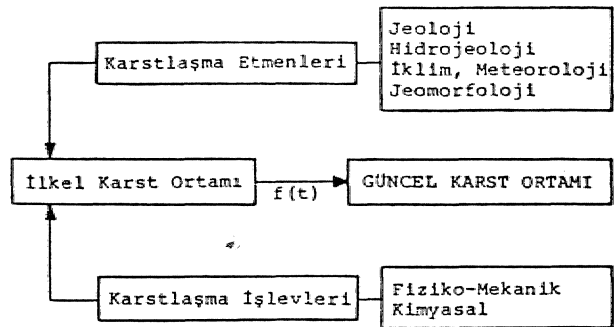 Jeoloji
Hidrojeoloji
Karstlaşma Etmenleri
İklim, Meteoroloji
Jeomorfoloji
İlkel Karst Ortamı
f(t)
GÜNCEL KARST ORTAMI
Karstlaşma İşlevleri
Fiziko-Mekanik
Kimyasal